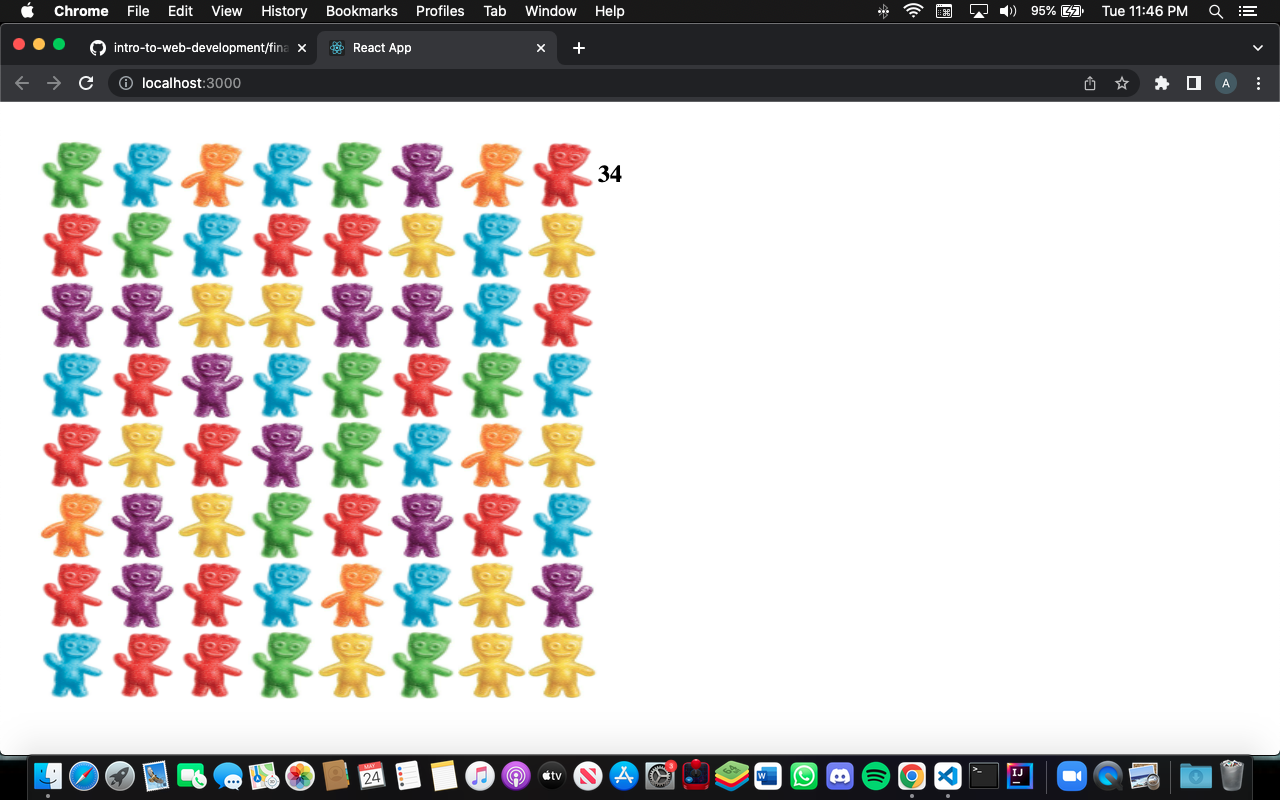 Chrome File Edit View History Bookmarks Profiles Tab Window Help 95% Tue 11:46 PM
intro-to-web-development/fina React App
localhost:3000 A
34
MAY 24 tv 3 W IJ